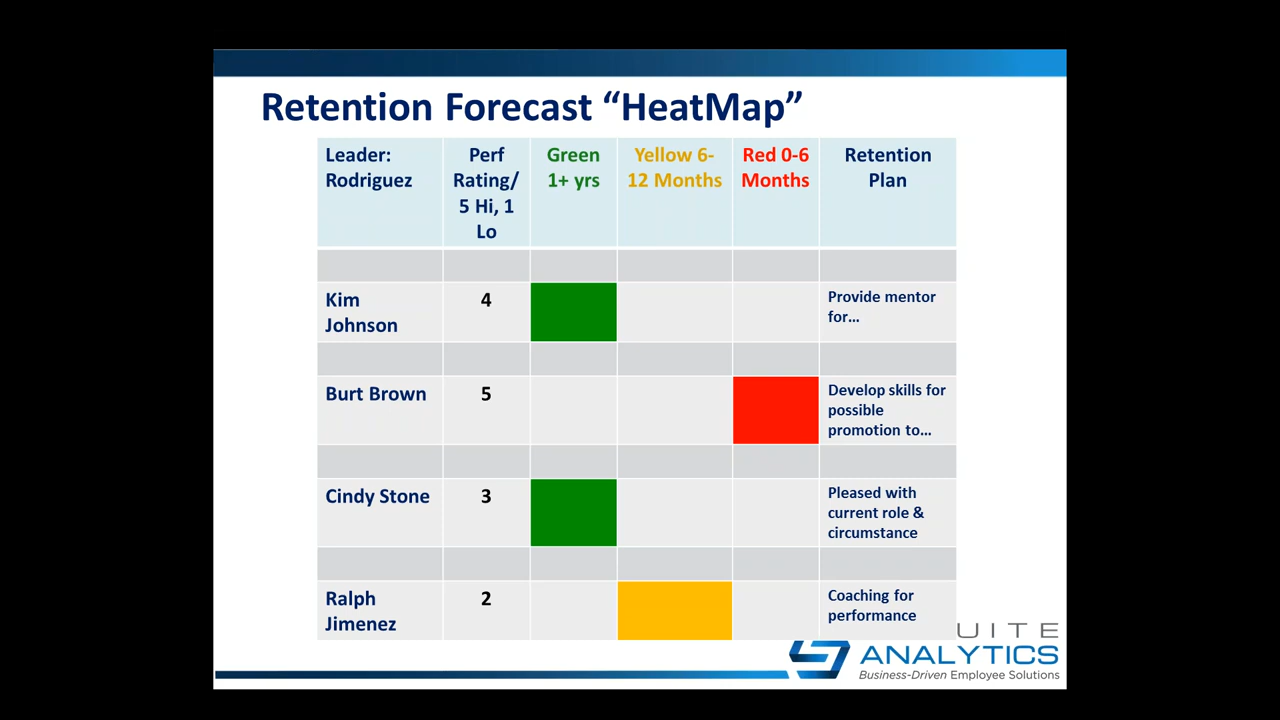 Retention Forecast “HeatMap”
Leader:
Rodriguez
Perf
Rating/
5 Hi, 1
Lo
Green
1+ yrs
Yellow 6-
12 Months
Red 0-6
Months
Retention
Plan
Kim
Johnson
4
Provide mentor
for…
Burt Brown
5
Develop skills for
possible
promotion to…
Cindy Stone
3
Pleased with
current role &
circumstance
Ralph
Jimenez
2
Coaching for
performance
UITE
ANALYTICS
Business-Driven Employee Solutions